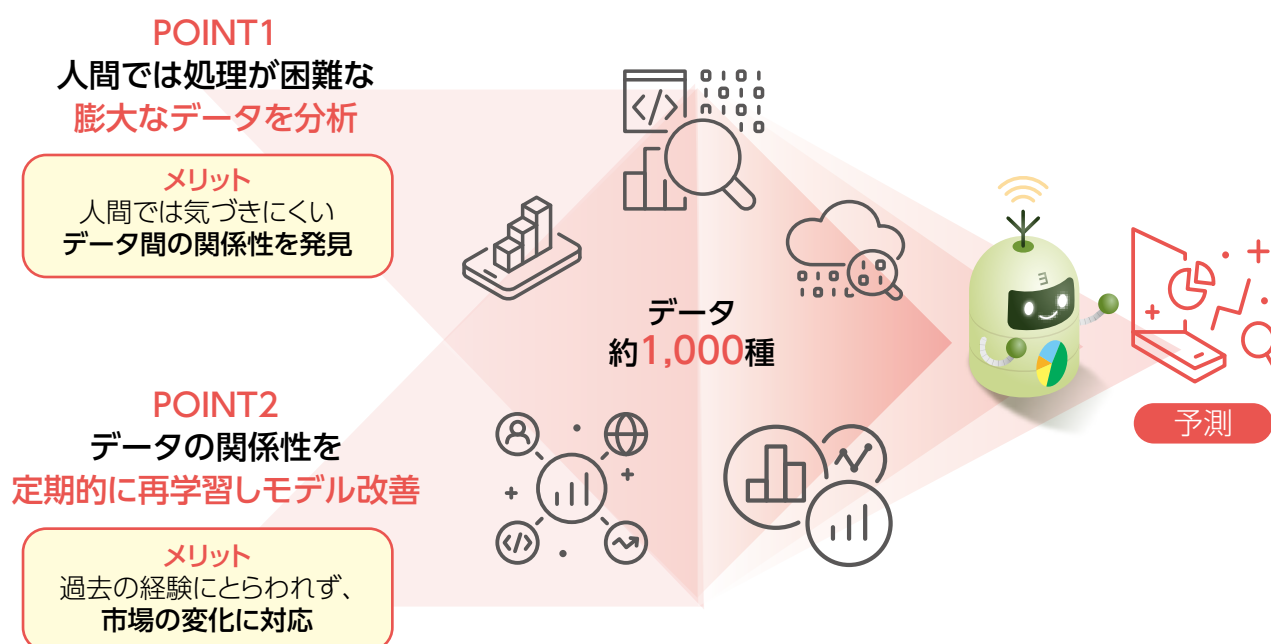 POINT1
人間では処理が困難な
膨大なデータを分析
メリット
人間では気づきにくい
データ間の関係性を発見
データ
約1,000種
POINT2
データの関係性を
定期的に再学習しモデル改善
メリット
過去の経験にとらわれず、
市場の変化に対応
予測